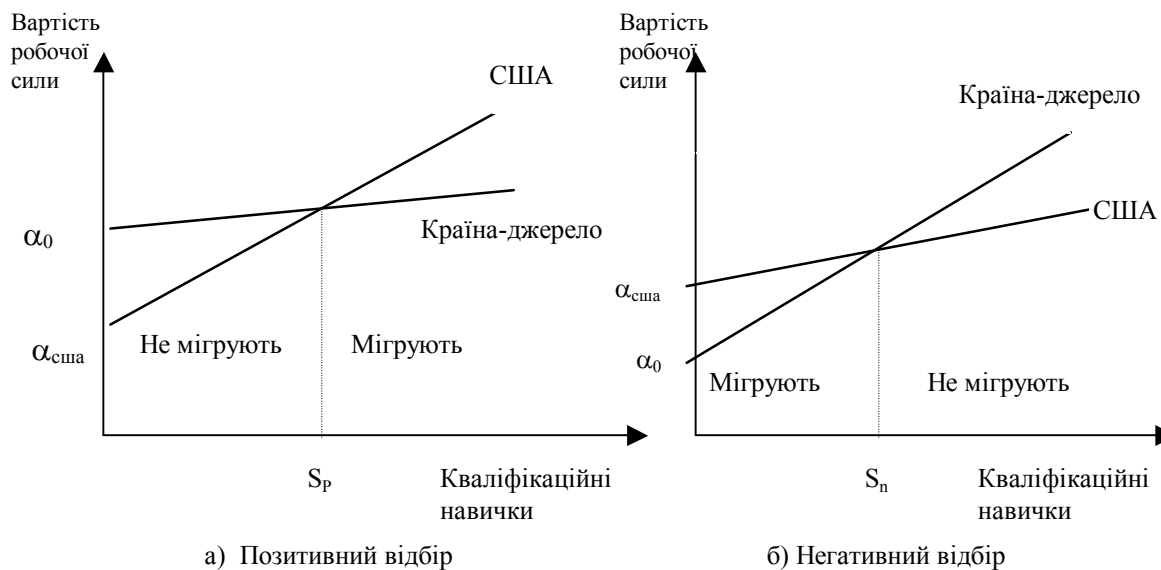 Вартість
робочої
сили
США
Країна-джерело
α₀
αсша
Не мігрують
Мігрують
Sₚ
Кваліфікаційні
навички
а) Позитивний відбір
Вартість
робочої
сили
Країна-джерело
США
αсша
α₀
Мігрують
Не мігрують
Sₙ
Кваліфікаційні
навички
б) Негативний відбір